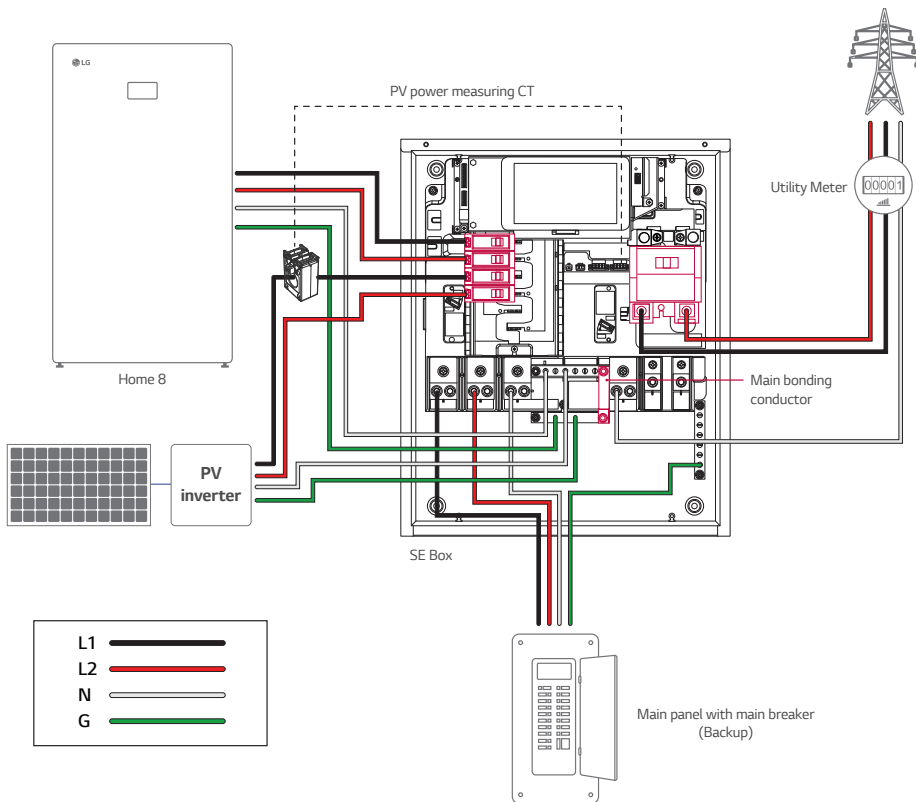 LG
PV power measuring CT
Utility Meter
00001
Home 8
Main bonding
conductor
PV
inverter
SE Box
L1
L2
N
G
Main panel with main breaker
(Backup)